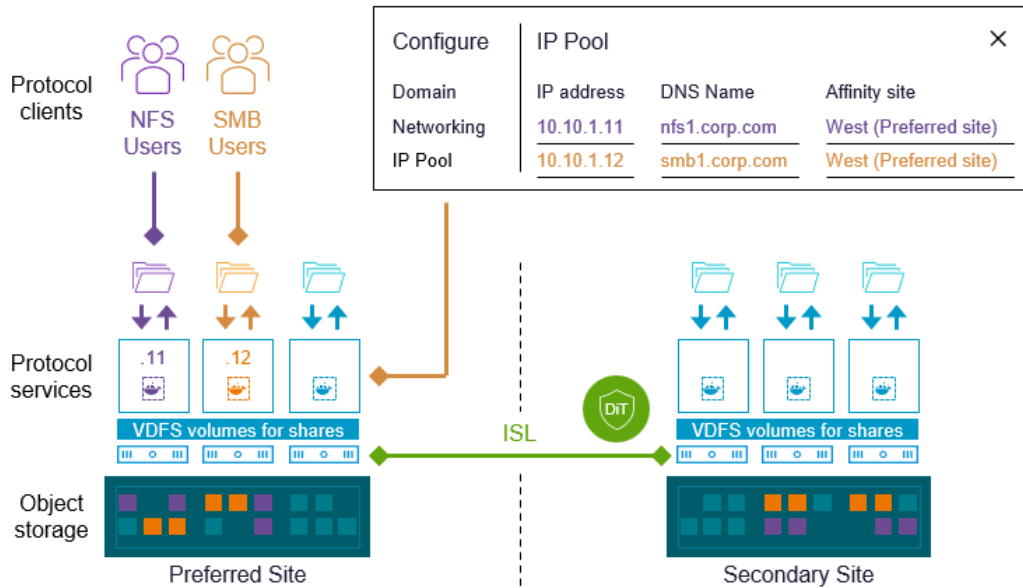 Configure
IP Pool
Domain
IP address
DNS Name
Affinity site
Networking
10.10.1.11
nfs1.corp.com
West (Preferred site)
IP Pool
10.10.1.12
smb1.corp.com
West (Preferred site)
Protocol
clients
NFS
Users
SMB
Users
Protocol
services
.11
.12
VDFS volumes for shares
ISL
DiT
VDFS volumes for shares
Object
storage
Preferred Site
Secondary Site